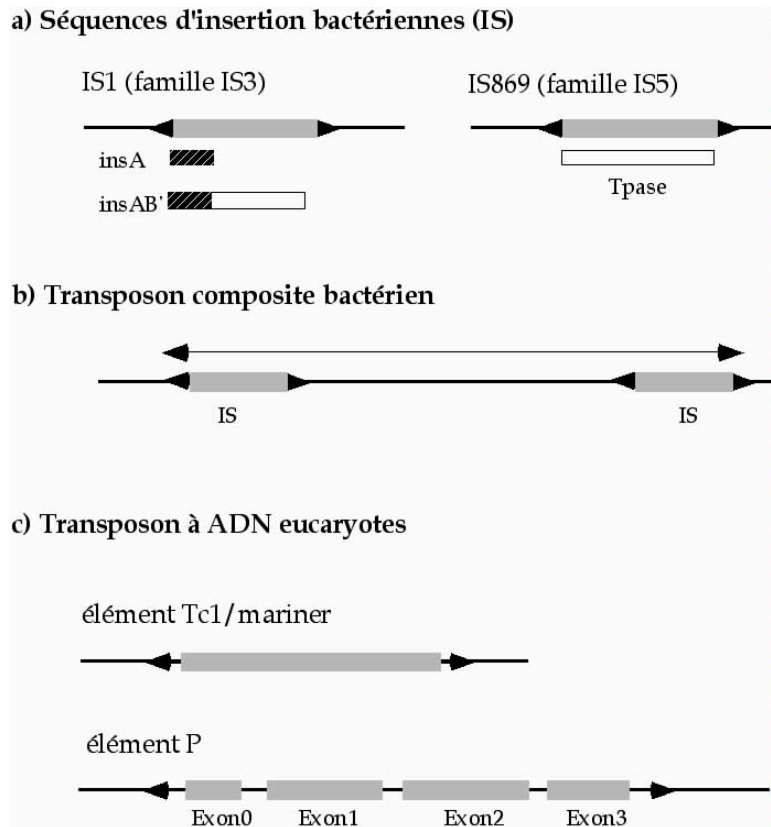 a) Séquences d'insertion bactériennes (IS)
IS1 (famille IS3)
IS869 (famille IS5)
insA
insAB'
Tpase
b) Transposon composite bactérien
IS
IS
c) Transposon à ADN eucaryotes
élément Tc1/mariner
élément P
Exon0
Exon1
Exon2
Exon3